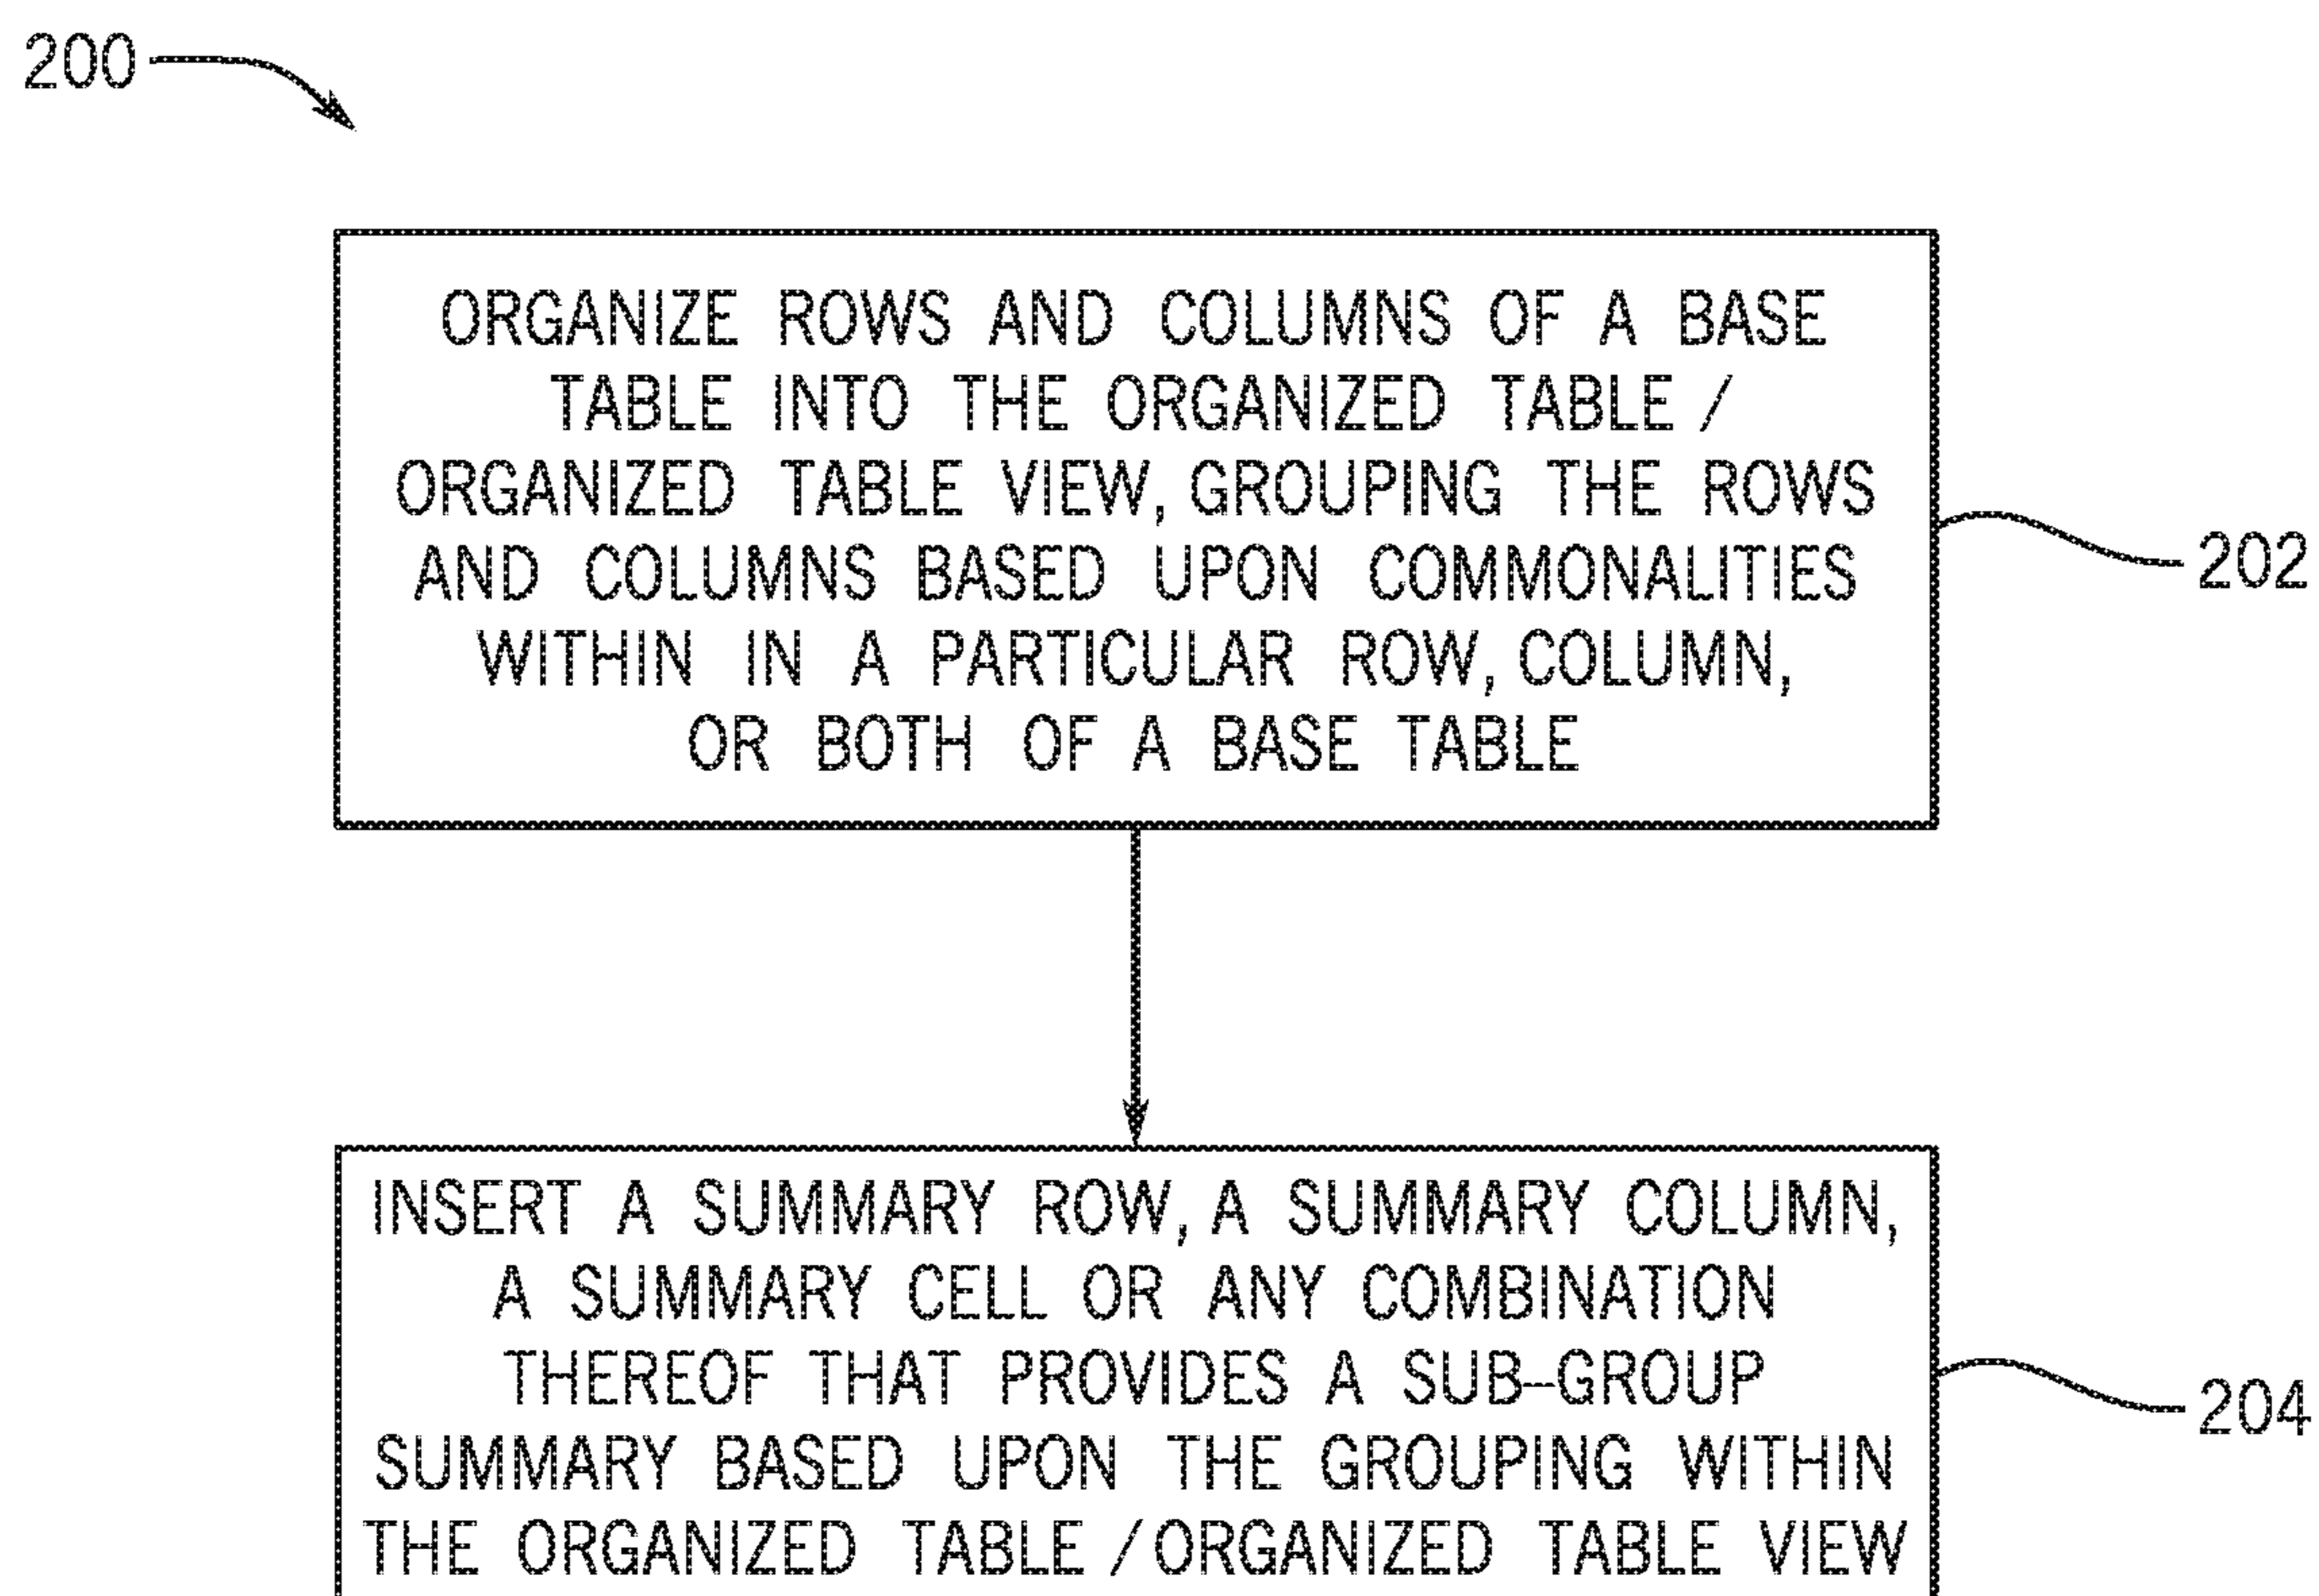 200
ORGANIZE ROWS AND COLUMNS OF A BASE
TABLE INTO THE ORGANIZED TABLE /
ORGANIZED TABLE VIEW, GROUPING THE ROWS
AND COLUMNS BASED UPON COMMONALITIES
WITHIN IN A PARTICULAR ROW, COLUMN,
OR BOTH OF A BASE TABLE
202
INSERT A SUMMARY ROW, A SUMMARY COLUMN,
A SUMMARY CELL OR ANY COMBINATION
THEREOF THAT PROVIDES A SUB-GROUP
SUMMARY BASED UPON THE GROUPING WITHIN
THE ORGANIZED TABLE / ORGANIZED TABLE VIEW
204